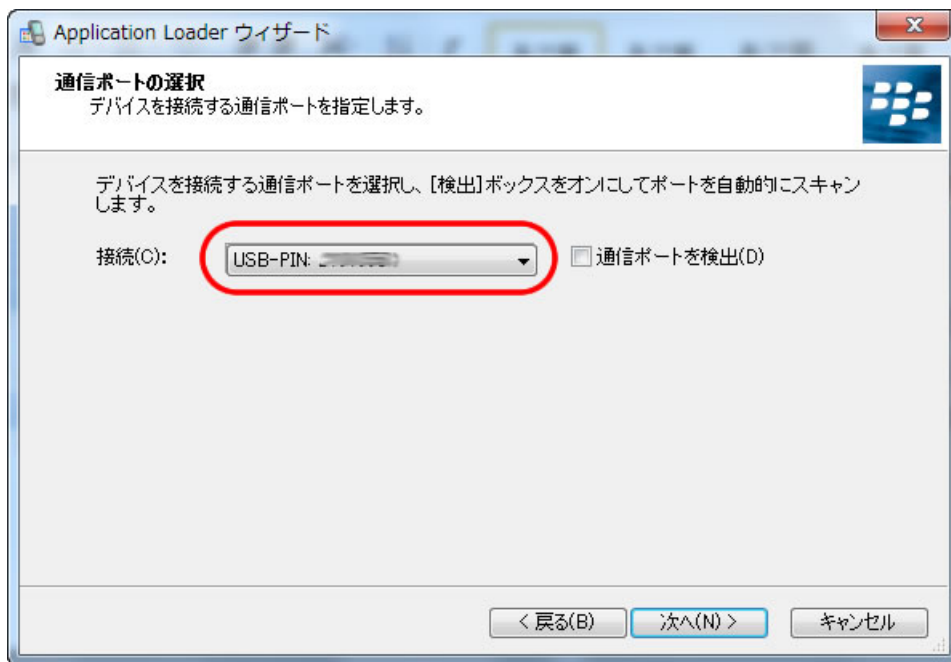 Application Loader ウィザード
通信ポートの選択
デバイスを接続する通信ポートを指定します。
デバイスを接続する通信ポートを選択し、[検出]ボックスをオンにしてポートを自動的にスキャン
します。
接続(C): USB-PIN: 通信ポートを検出(D)
< 戻る(B) 次へ(N) > キャンセル